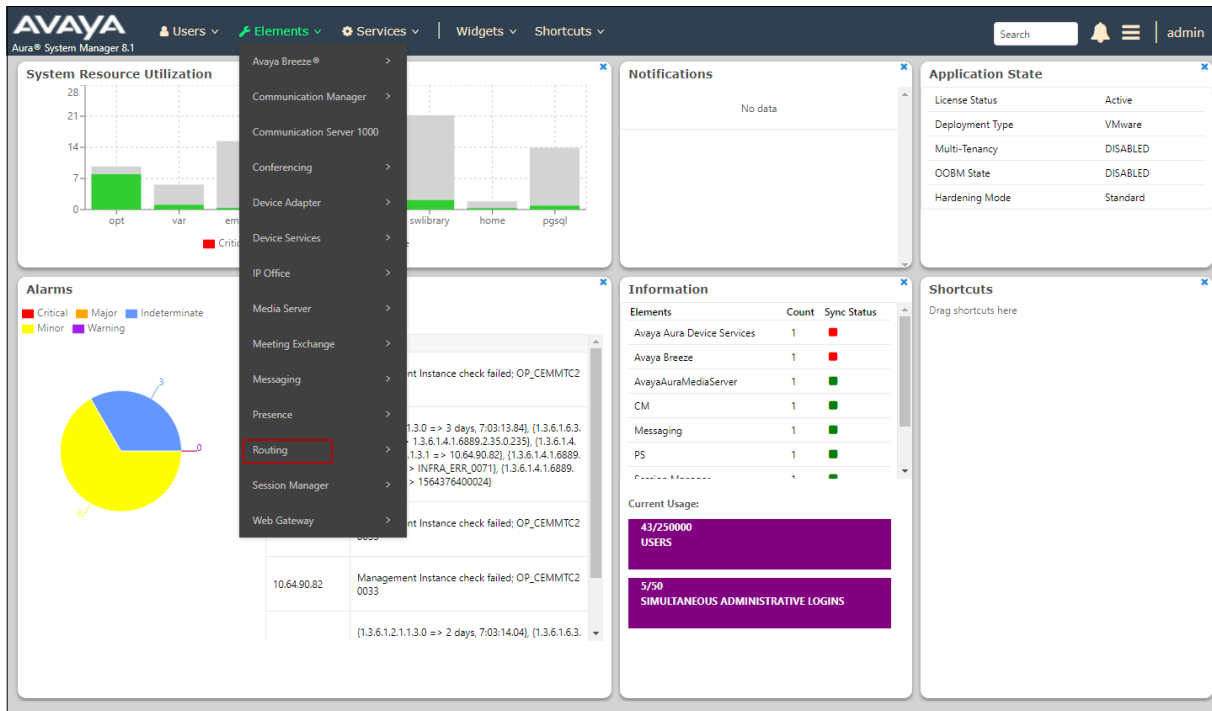 AVAYA
Aura® System Manager 8.1
Users
Elements
Services
Widgets
Shortcuts
Search
admin
Avaya Breeze®
Communication Manager
Communication Server 1000
Conferencing
Device Adapter
Device Services
IP Office
Media Server
Meeting Exchange
Messaging
Presence
Routing
Session Manager
Web Gateway
System Resource Utilization
28
21
14
7
0
opt
var
em
swlibrary
home
pgsql
Critic
Notifications
No data
Application State
License Status Active
Deployment Type VMware
Multi-Tenancy DISABLED
OOBM State DISABLED
Hardening Mode Standard
Alarms
Critical Major Indeterminate
Minor Warning
3
0
6
nt Instance check failed; OP_CEMMTC2
1.3.0 => 3 days, 7:03:13.84}, {1.3.6.1.6.3.
1.3.6.1.4.1.6889.2.35.0.235}, {1.3.6.1.4.
.1.3.1 => 10.64.90.82}, {1.3.6.1.4.1.6889.
> INFRA_ERR_0071}, {1.3.6.1.4.1.6889.
> 1564376400024}
nt Instance check failed; OP_CEMMTC2
0033
10.64.90.82
Management Instance check failed; OP_CEMMTC2
0033
{1.3.6.1.2.1.1.3.0 => 2 days, 7:03:14.04}, {1.3.6.1.6.3.
Information
Elements Count Sync Status
Avaya Aura Device Services 1
Avaya Breeze 1
AvayaAuraMediaServer 1
CM 1
Messaging 1
PS 1
Session Manager 1
Current Usage:
43/250000
USERS
5/50
SIMULTANEOUS ADMINISTRATIVE LOGINS
Shortcuts
Drag shortcuts here